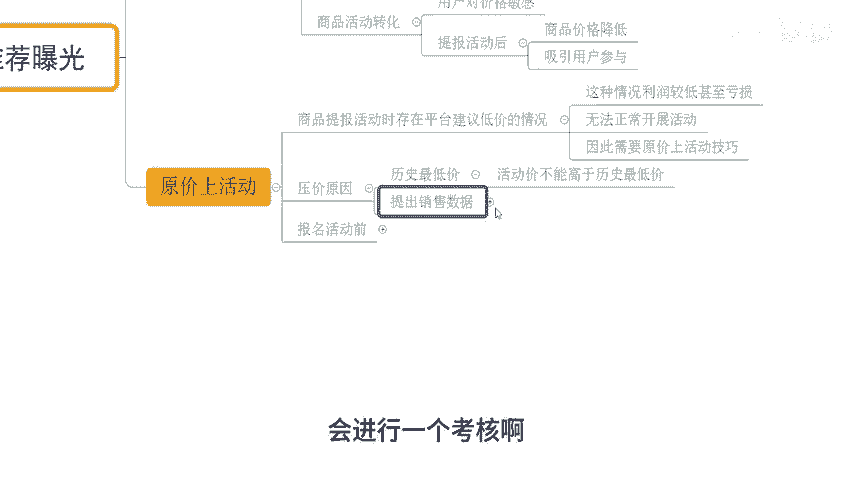 用户对价格敏感
商品活动转化
商品价格降低
提报活动后
荐曝光
吸引用户参与
这种情况利润较低甚至亏损
商品提报活动时存在平台建议低价的情况
无法正常开展活动
因此需要原价上活动技巧
原价上活动
历史最低价
活动价不能高于历史最低价
压价原因
提出销售数据
报名活动前
会进行一个考核啊